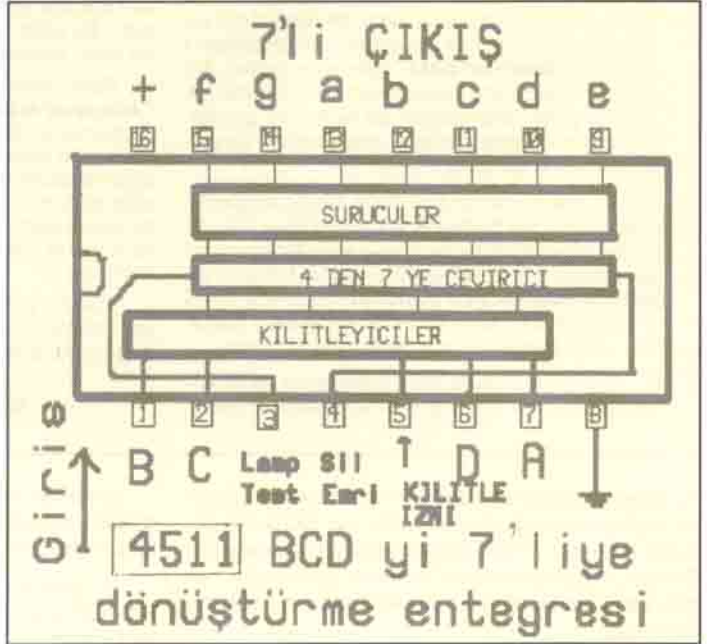 7'li ÇIKIŞ
+ f g a b c d e
16 15 14 13 12 11 10 9
SURUCULER
4 DEN 7 YE CEVIRICI
KILITLEYICILER
1 2 3 4 5 6 7 8
B C Lamp Sil ↑ D A
Test Emri KILITLE
IZNI
Giris
4511 BCD yi 7'liye
dönüştürme entegresi